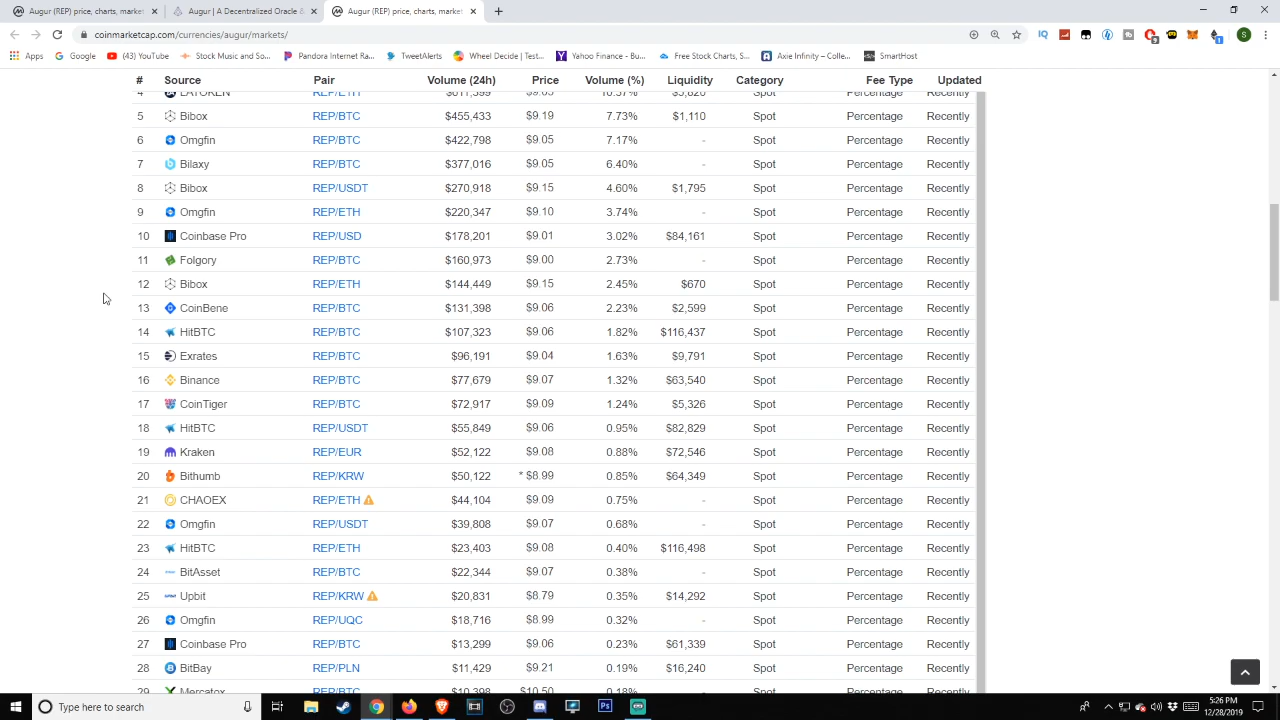 Augur (REP) price, charts, market
Augur | A Decentralized Oracle &
Augur (REP) price, charts, market
coinmarketcap.com/currencies/augur/markets/
Apps Google (43) YouTube Stock Music and So... Pandora Internet Ra... TweetAlerts Wheel Decide | Test... Yahoo Finance - Bu... Free Stock Charts, S... Axie Infinity – Collec... SmartHost
# Source Pair Volume (24h) Price Volume (%) Liquidity Category Fee Type Updated
4 LATOKEN REP/ETH Spot Percentage Recently
5 Bibox REP/BTC $455,433 $9.19 7.73% $1,110 Spot Percentage Recently
6 Omgfin REP/BTC $422,798 $9.05 7.17% - Spot Percentage Recently
7 Bilaxy REP/BTC $377,016 $9.05 6.40% - Spot Percentage Recently
8 Bibox REP/USDT $270,918 $9.15 4.60% $1,795 Spot Percentage Recently
9 Omgfin REP/ETH $220,347 $9.10 3.74% - Spot Percentage Recently
10 Coinbase Pro REP/USD $178,201 $9.01 3.02% $84,161 Spot Percentage Recently
11 Folgory REP/BTC $160,973 $9.00 2.73% - Spot Percentage Recently
12 Bibox REP/ETH $144,449 $9.15 2.45% $670 Spot Percentage Recently
13 CoinBene REP/BTC $131,398 $9.06 2.23% $2,599 Spot Percentage Recently
14 HitBTC REP/BTC $107,323 $9.06 1.82% $116,437 Spot Percentage Recently
15 Exrates REP/BTC $96,191 $9.04 1.63% $9,791 Spot Percentage Recently
16 Binance REP/BTC $77,679 $9.07 1.32% $63,540 Spot Percentage Recently
17 CoinTiger REP/BTC $72,917 $9.09 1.24% $5,326 Spot Percentage Recently
18 HitBTC REP/USDT $55,849 $9.06 0.95% $82,829 Spot Percentage Recently
19 Kraken REP/EUR $52,122 $9.08 0.88% $72,546 Spot Percentage Recently
20 Bithumb REP/KRW $50,122 * $8.99 0.85% $64,349 Spot Percentage Recently
21 CHAOEX REP/ETH $44,104 $9.09 0.75% - Spot Percentage Recently
22 Omgfin REP/USDT $39,808 $9.07 0.68% - Spot Percentage Recently
23 HitBTC REP/ETH $23,403 $9.08 0.40% $116,498 Spot Percentage Recently
24 BitAsset REP/BTC $22,344 $9.07 0.38% - Spot Percentage Recently
25 Upbit REP/KRW $20,831 $8.79 0.35% $14,292 Spot Percentage Recently
26 Omgfin REP/UQC $18,716 $8.99 0.32% - Spot Percentage Recently
27 Coinbase Pro REP/BTC $13,299 $9.06 0.23% $61,339 Spot Percentage Recently
28 BitBay REP/PLN $11,429 $9.21 0.19% $16,240 Spot Percentage Recently
29 Mercatox REP/BTC $10,398 $10.50 0.18% Spot Percentage Recently
Type here to search
5:26 PM
12/28/2019